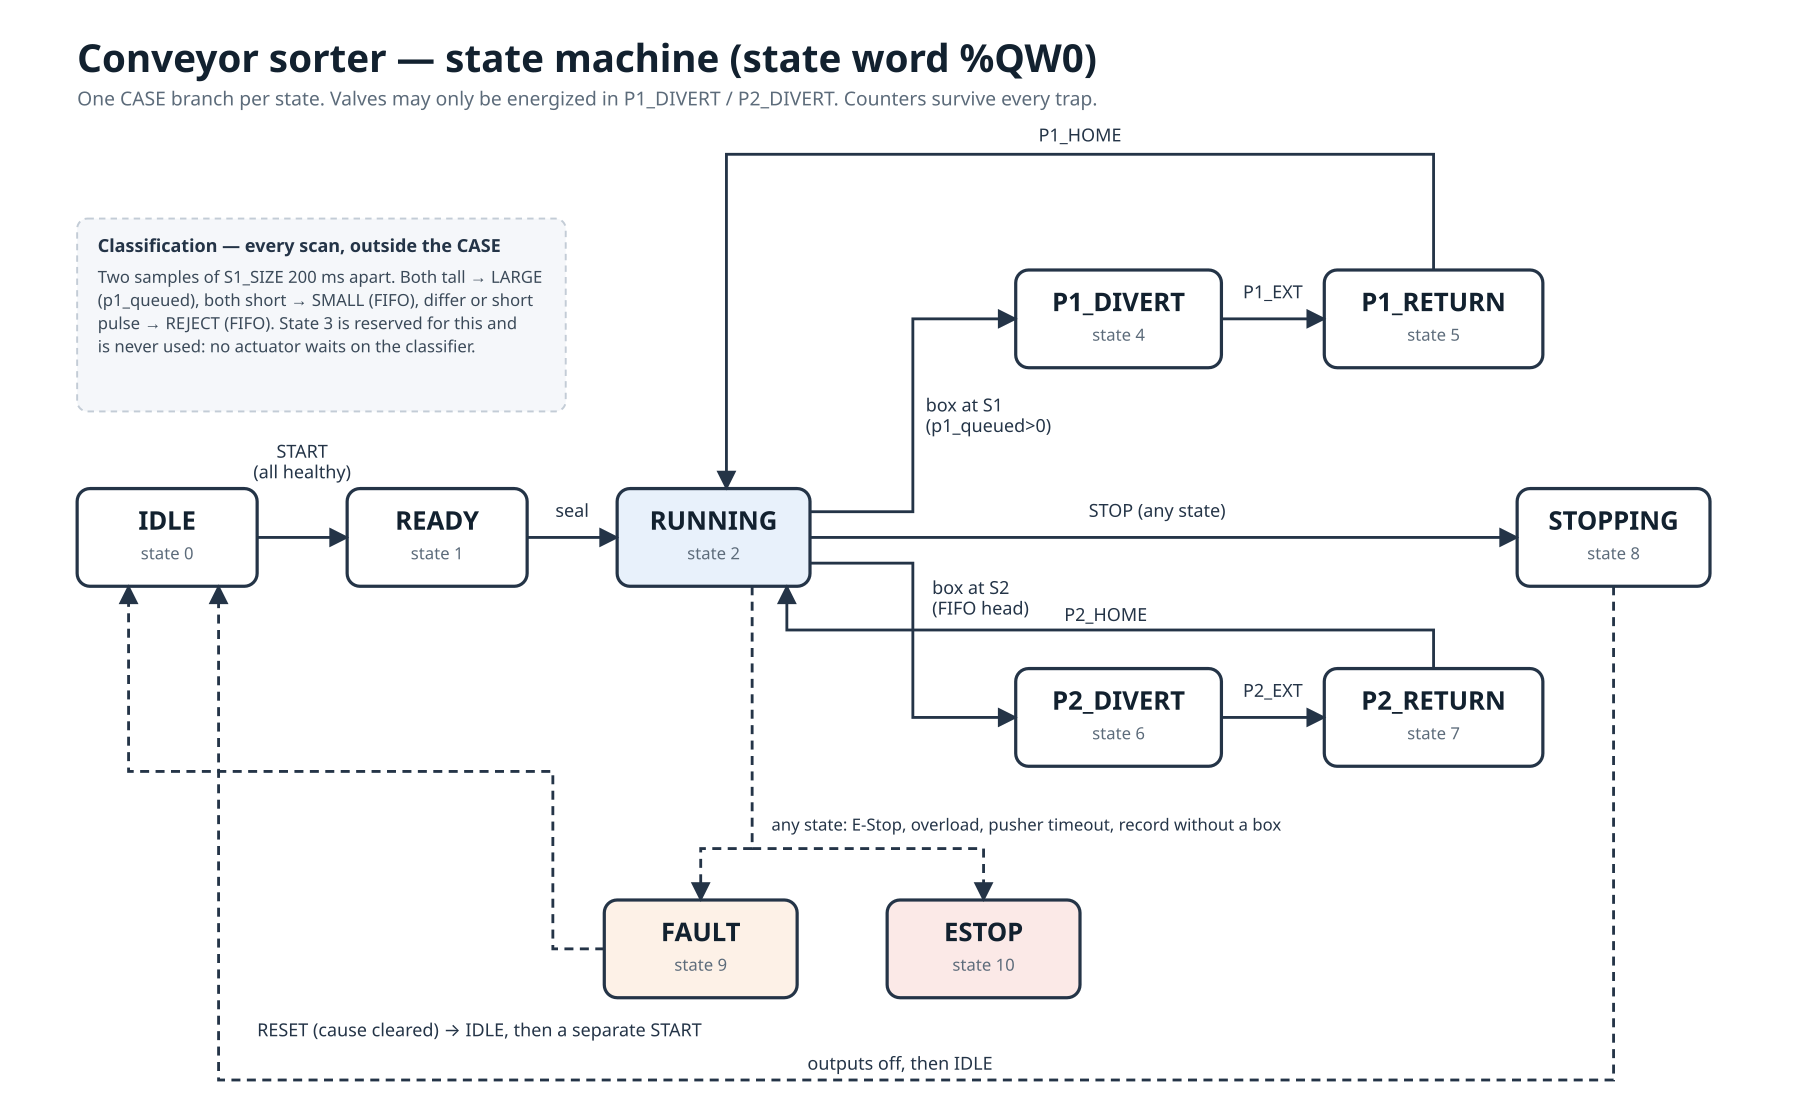 Conveyor sorter — state machine (state word %QW0)
One CASE branch per state. Valves may only be energized in P1_DIVERT / P2_DIVERT. Counters survive every trap.
P1_HOME
Classification — every scan, outside the CASE
Two samples of S1_SIZE 200 ms apart. Both tall → LARGE
(p1_queued), both short → SMALL (FIFO), differ or short
pulse → REJECT (FIFO). State 3 is reserved for this and
is never used: no actuator waits on the classifier.
P1_DIVERT
state 4
P1_EXT
P1_RETURN
state 5
box at S1
(p1_queued>0)
START
(all healthy)
IDLE
state 0
READY
state 1
seal
RUNNING
state 2
STOP (any state)
STOPPING
state 8
box at S2
(FIFO head)
P2_HOME
P2_DIVERT
state 6
P2_EXT
P2_RETURN
state 7
any state: E-Stop, overload, pusher timeout, record without a box
FAULT
state 9
ESTOP
state 10
RESET (cause cleared) → IDLE, then a separate START
outputs off, then IDLE